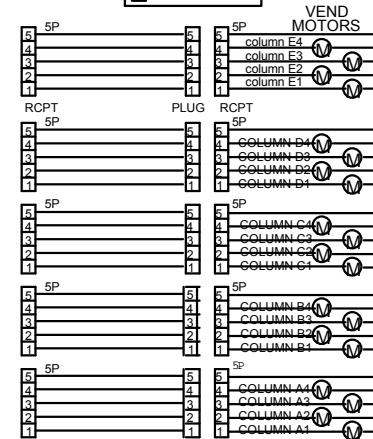 VEND
MOTORS
5P 5P
5 5 5
4 4 4 column E4 M
3 3 3 column E3 M
2 2 2 column E2 M
1 1 1 column E1 M
RCPT PLUG RCPT
5P 5P
5 5 5
4 4 4 COLUMN D4 M
3 3 3 COLUMN D3 M
2 2 2 COLUMN D2 M
1 1 1 COLUMN D1 M
5P 5P
5 5 5
4 4 4 COLUMN C4 M
3 3 3 COLUMN C3 M
2 2 2 COLUMN C2 M
1 1 1 COLUMN C1 M
5P 5P
5 5 5
4 4 4 COLUMN B4 M
3 3 3 COLUMN B3 M
2 2 2 COLUMN B2 M
1 1 1 COLUMN B1 M
5P 5P
5 5 5
4 4 4 COLUMN A4 M
3 3 3 COLUMN A3 M
2 2 2 COLUMN A2 M
1 1 1 COLUMN A1 M